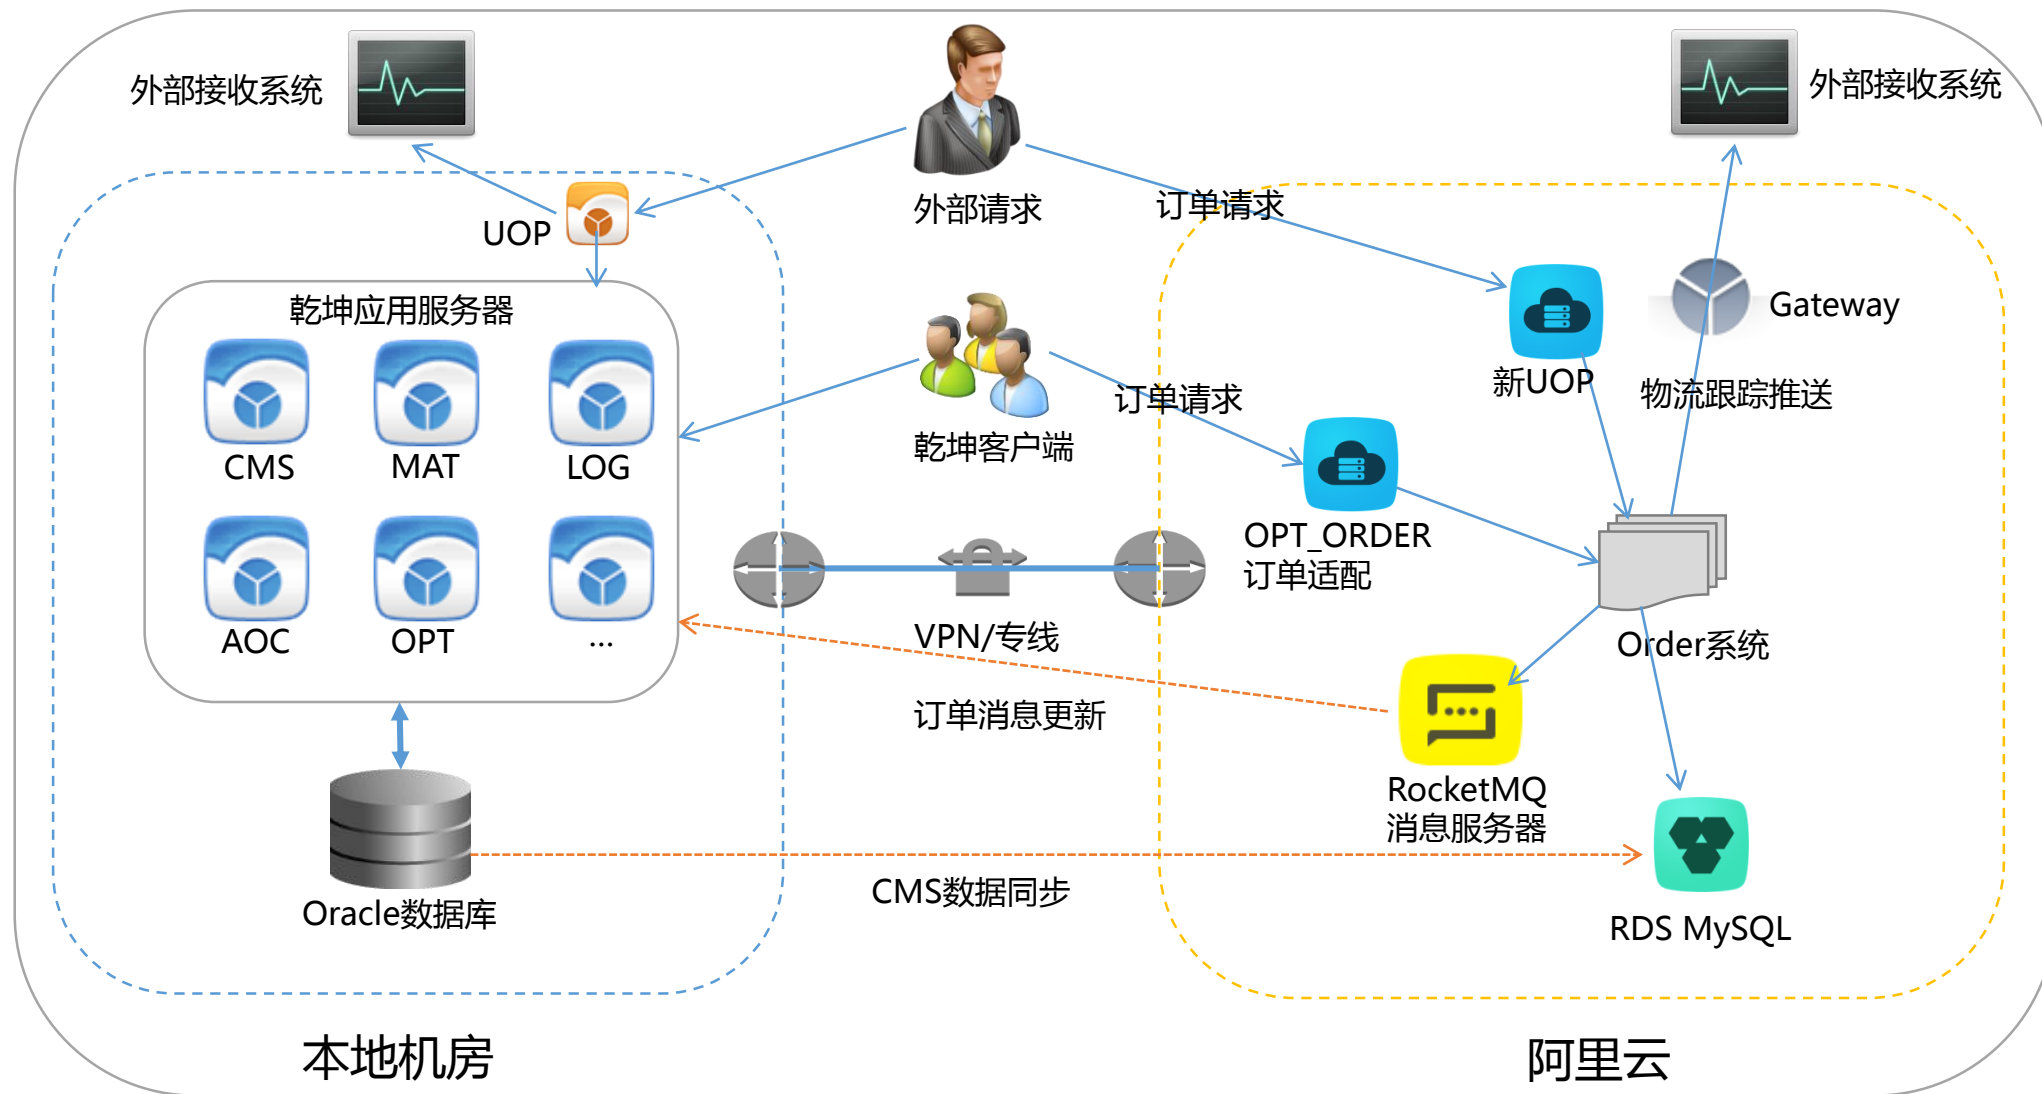 外部接收系统
外部接收系统
外部请求
订单请求
UOP
乾坤应用服务器
Gateway
新UOP
物流跟踪推送
订单请求
乾坤客户端
CMS
MAT
LOG
OPT_ORDER
订单适配
AOC
OPT
...
VPN/专线
Order系统
订单消息更新
RocketMQ
消息服务器
CMS数据同步
Oracle数据库
RDS MySQL
本地机房
阿里云